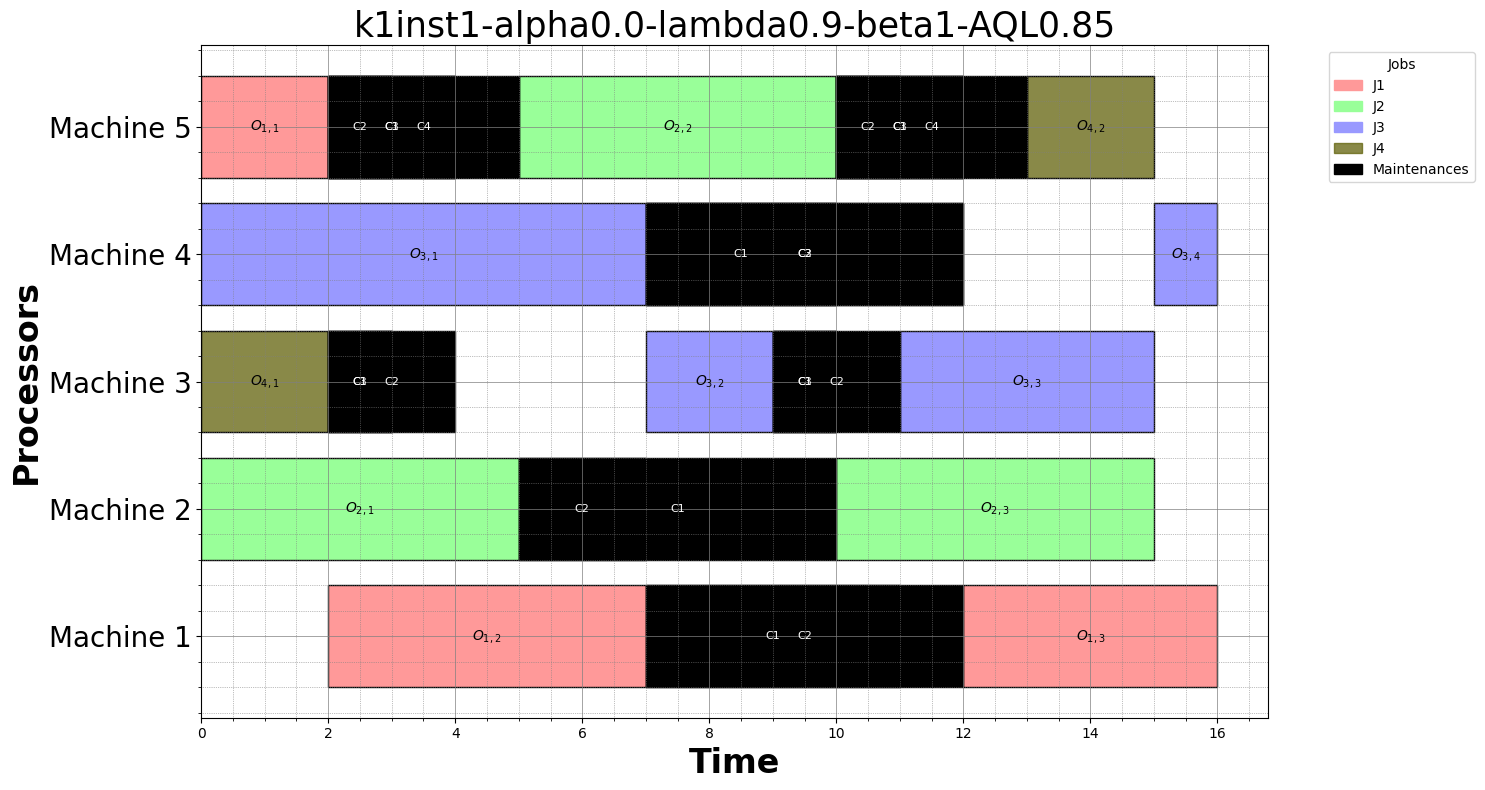 k1inst1-alpha0.0-lambda0.9-beta1-AQL0.85
Jobs
J1
J2
J3
J4
Maintenances
Processors
Machine 5
O1,1
C2
C4
O2,2
C2
C4
O4,2
Machine 4
O3,1
C1
O3,4
Machine 3
O4,1
C2
O3,2
C2
O3,3
Machine 2
O2,1
C2
C1
O2,3
Machine 1
O1,2
C1
C2
O1,3
0 2 4 6 8 10 12 14 16
Time